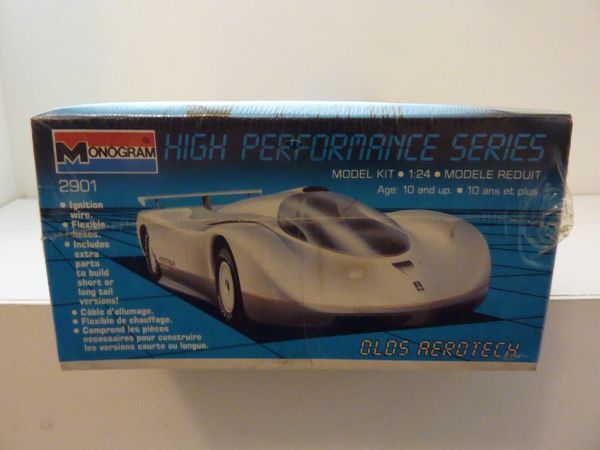 MONOGRAM
HIGH PERFORMANCE SERIES
MODEL KIT • 1:24 • MODELE REDUIT
Age: 10 and up. • 10 ans et plus.
2901
• Ignition
wire.
• Flexible
hoses.
• Includes
extra
parts
to build
short or
long tail
versions!
• Câble d'allumage.
• Flexible de chauffage.
• Comprend les pièces
nécessaires pour construire
les versions courte ou longue.
AEROTECH
OLDS AEROTECH